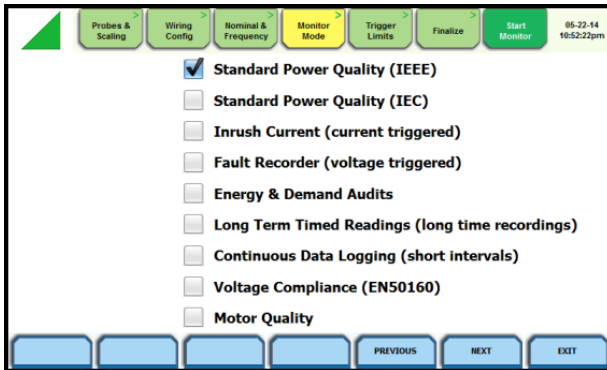 Probes & Scaling
Wiring Config
Nominal & Frequency
Monitor Mode
Trigger Limits
Finalize
Start Monitor
05-22-14
10:52:22pm
Standard Power Quality (IEEE)
Standard Power Quality (IEC)
Inrush Current (current triggered)
Fault Recorder (voltage triggered)
Energy & Demand Audits
Long Term Timed Readings (long time recordings)
Continuous Data Logging (short intervals)
Voltage Compliance (EN50160)
Motor Quality
PREVIOUS
NEXT
EXIT